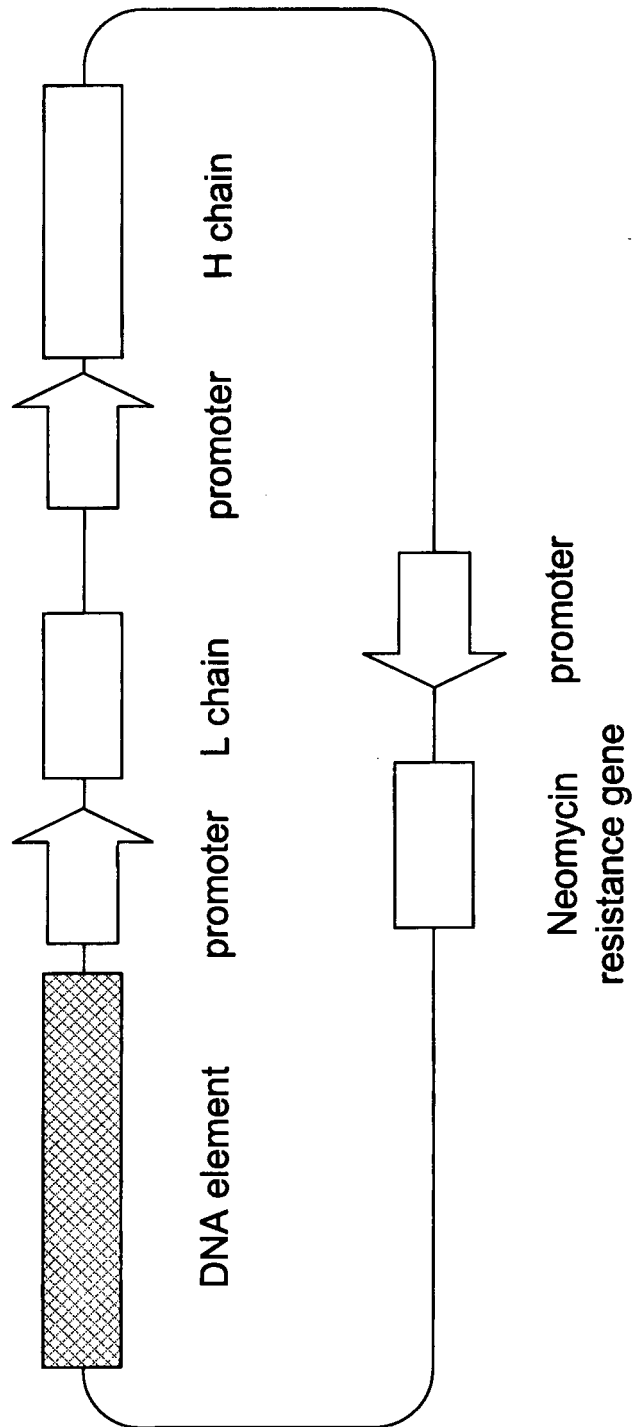 DNA element
promoter
L chain
promoter
H chain
Neomycin
resistance gene
promoter